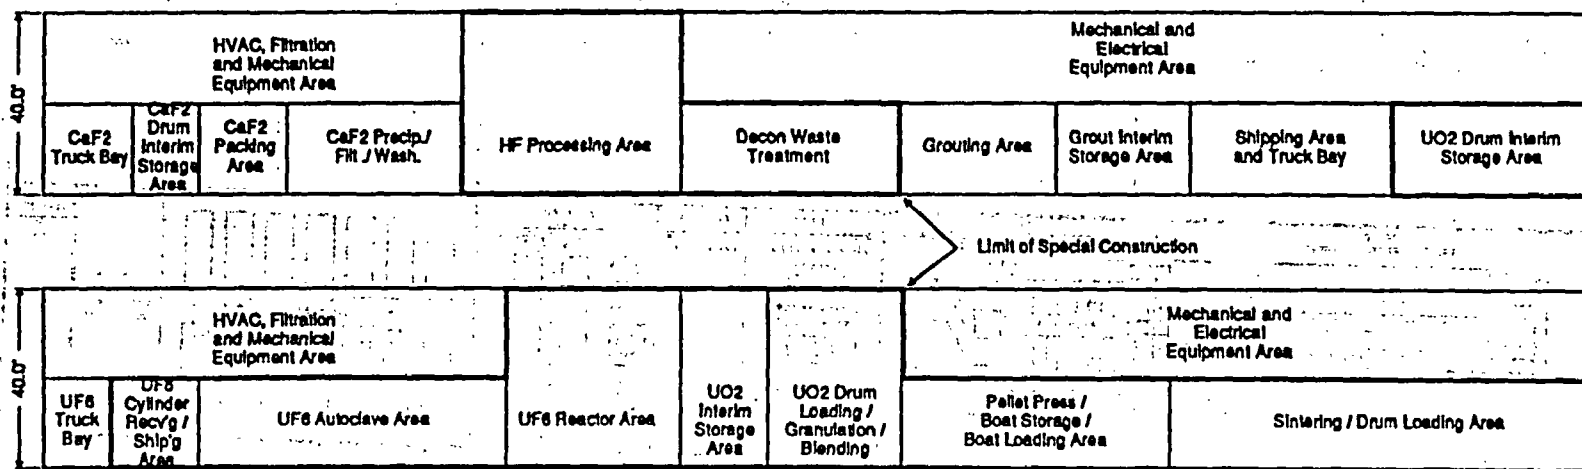 40.0'
HVAC, Filtration
and Mechanical
Equipment Area
Mechanical and
Electrical
Equipment Area
CaF2
Truck Bay
CaF2
Drum
Interim
Storage
Area
CaF2
Packing
Area
CaF2 Precip./
Filt./ Wash.
HF Processing Area
Decon Waste
Treatment
Grouting Area
Grout Interim
Storage Area
Shipping Area
and Truck Bay
UO2 Drum Interim
Storage Area
Limit of Special Construction
40.0'
HVAC, Filtration
and Mechanical
Equipment Area
Mechanical and
Electrical
Equipment Area
UF6
Truck
Bay
UF6
Cylinder
Recv'g /
Ship'g
Area
UF6 Autoclave Area
UF6 Reactor Area
UO2
Interim
Storage
Area
UO2 Drum
Loading /
Granulation /
Blending
Pellet Press /
Boat Storage /
Boat Loading Area
Sintering / Drum Loading Area